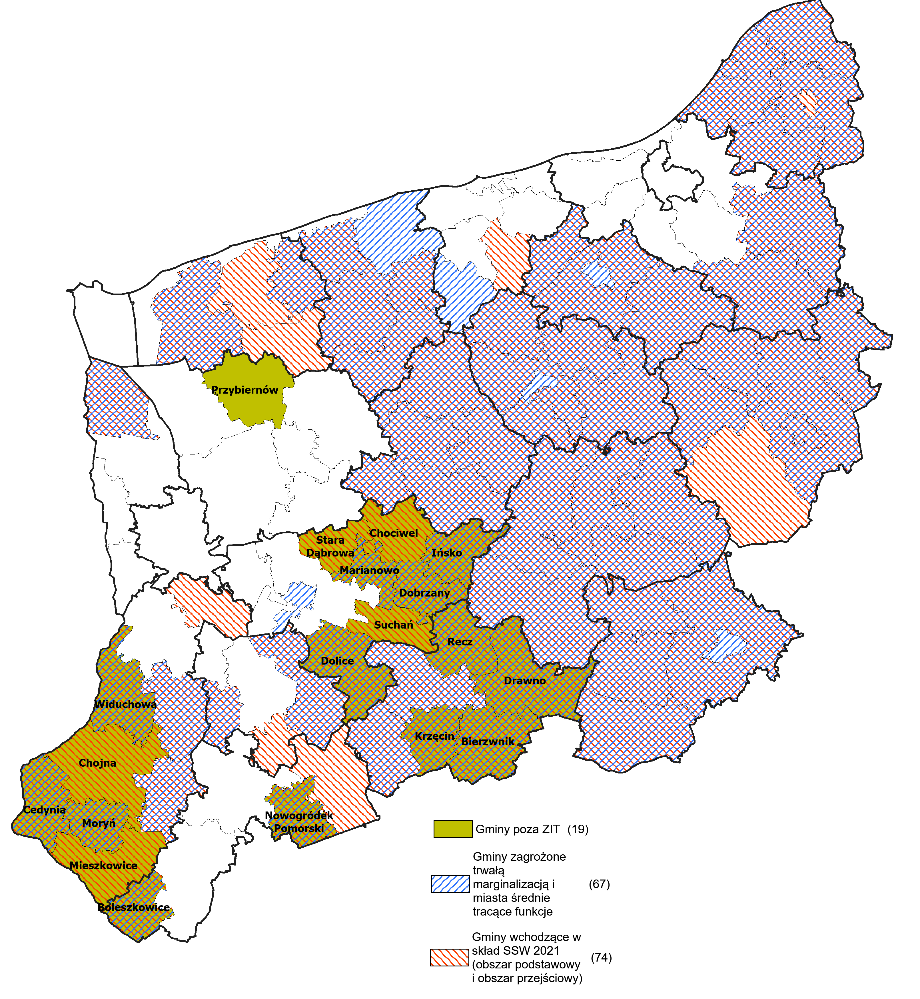 Przybiernów
Chociwel
Stara
Dąbrowa
Ińsko
Marianowo
Dobrzany
Suchań
Recz
Dolice
Drawno
Widuchowa
Krzęcin
Bierzwnik
Chojna
Cedynia
Moryń
Nowogródek
Pomorski
Mieszkowice
Boleszkowice
Gminy poza ZIT (19)
Gminy zagrożone
trwałą
marginalizacją i
miasta średnie
tracące funkcje
(67)
Gminy wchodzące w
skład SSW 2021
(obszar podstawowy
i obszar przejściowy)
(74)